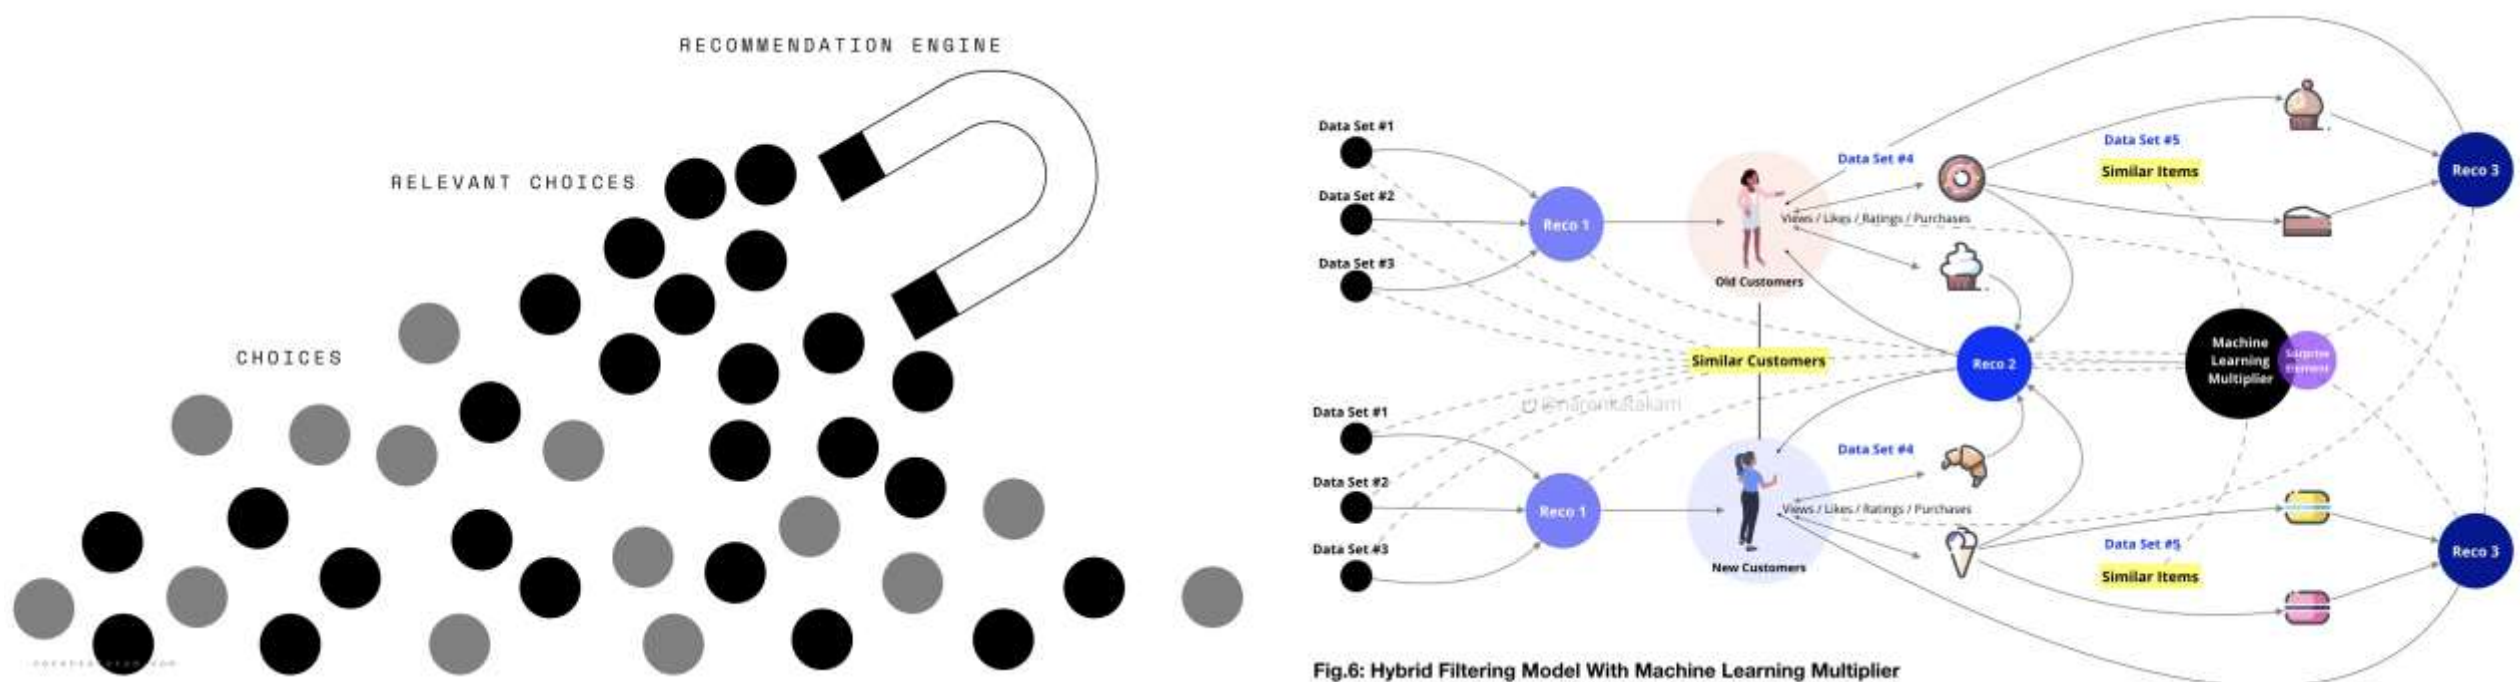 RECOMMENDATION ENGINE
RELEVANT CHOICES
CHOICES
Data Set #1
Data Set #2
Data Set #3
Reco 1
Old Customers
Data Set #4
Views / Likes / Ratings / Purchases
Data Set #5
Similar Items
Reco 3
Similar Customers
Reco 2
Machine
Learning
Multiplier
Surprise
Element
Data Set #1
Data Set #2
Data Set #3
Reco 1
New Customers
Data Set #4
Views / Likes / Ratings / Purchases
Data Set #5
Similar Items
Reco 3
Fig.6: Hybrid Filtering Model With Machine Learning Multiplier